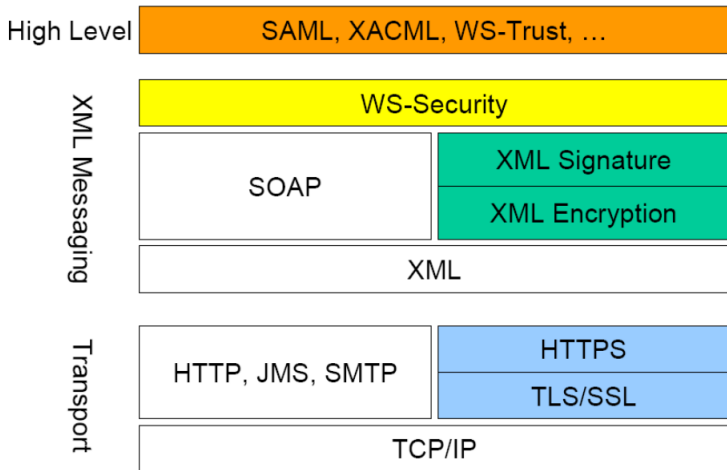 High Level
SAML, XACML, WS-Trust, …
XML Messaging
WS-Security
SOAP
XML Signature
XML Encryption
XML
Transport
HTTP, JMS, SMTP
HTTPS
TLS/SSL
TCP/IP